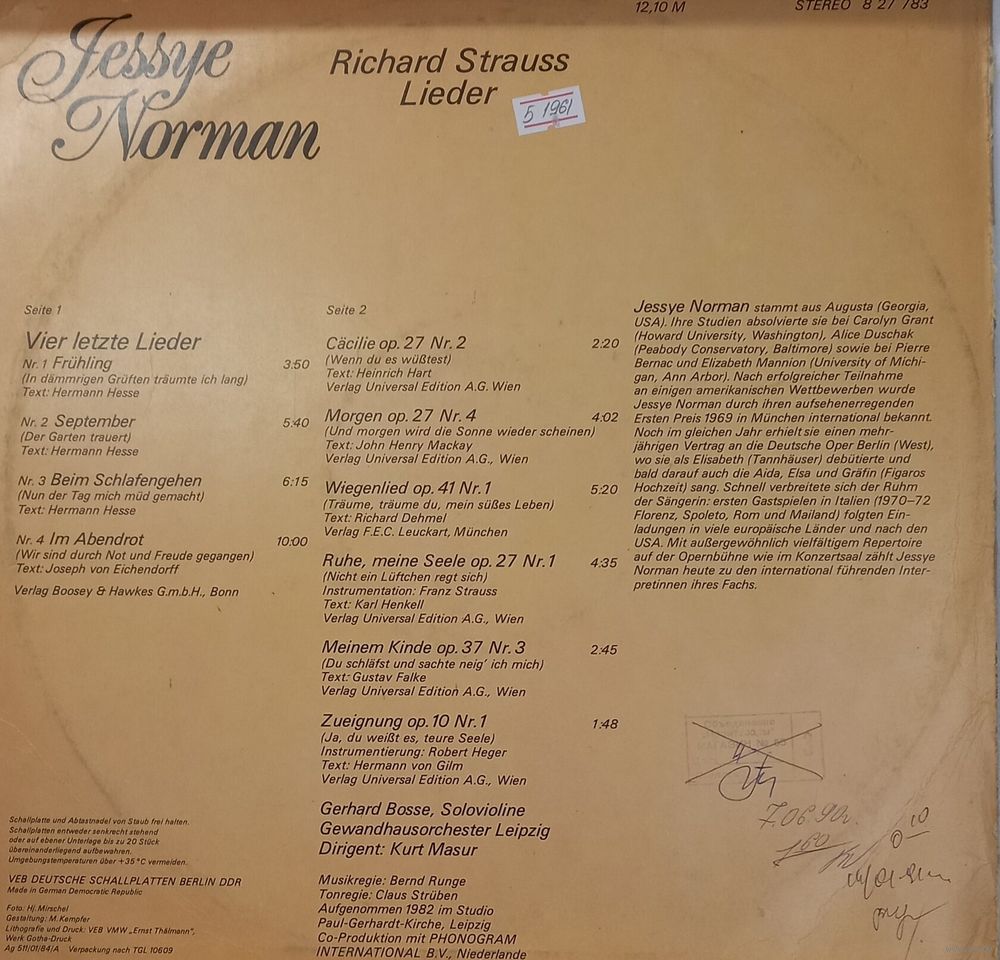 12,10 M
STEREO 8 27 783
Jessye
Norman
Richard Strauss
Lieder
5 1961
Seite 1
Vier letzte Lieder
Nr. 1 Frühling 3:50
(In dämmrigen Grüften träumte ich lang)
Text: Hermann Hesse
Nr. 2 September 5:40
(Der Garten trauert)
Text: Hermann Hesse
Nr. 3 Beim Schlafengehen 6:15
(Nun der Tag mich müd gemacht)
Text: Hermann Hesse
Nr. 4 Im Abendrot 10:00
(Wir sind durch Not und Freude gegangen)
Text: Joseph von Eichendorff
Verlag Boosey & Hawkes G.m.b.H., Bonn
Seite 2
Cäcilie op. 27 Nr. 2 2:20
(Wenn du es wüßtest)
Text: Heinrich Hart
Verlag Universal Edition A.G. Wien
Morgen op. 27 Nr. 4 4:02
(Und morgen wird die Sonne wieder scheinen)
Text: John Henry Mackay
Verlag Universal Edition A.G., Wien
Wiegenlied op. 41 Nr. 1 5:20
(Träume, träume du, mein süßes Leben)
Text: Richard Dehmel
Verlag F.E.C. Leuckart, München
Ruhe, meine Seele op. 27 Nr. 1 4:35
(Nicht ein Lüftchen regt sich)
Instrumentation: Franz Strauss
Text: Karl Henkell
Verlag Universal Edition A.G., Wien
Meinem Kinde op. 37 Nr. 3 2:45
(Du schläfst und sachte neig' ich mich)
Text: Gustav Falke
Verlag Universal Edition A.G., Wien
Zueignung op. 10 Nr. 1 1:48
(Ja, du weißt es, teure Seele)
Instrumentierung: Robert Heger
Text: Hermann von Gilm
Verlag Universal Edition A.G., Wien
Gerhard Bosse, Solovioline
Gewandhausorchester Leipzig
Dirigent: Kurt Masur
Musikregie: Bernd Runge
Tonregie: Claus Strüben
Aufgenommen 1982 im Studio
Paul-Gerhardt-Kirche, Leipzig
Co-Produktion mit PHONOGRAM
INTERNATIONAL B.V., Niederlande
Jessye Norman stammt aus Augusta (Georgia,
USA). Ihre Studien absolvierte sie bei Carolyn Grant
(Howard University, Washington), Alice Duschak
(Peabody Conservatory, Baltimore) sowie bei Pierre
Bernac und Elizabeth Mannion (University of Michi-
gan, Ann Arbor). Nach erfolgreicher Teilnahme
an einigen amerikanischen Wettbewerben wurde
Jessye Norman durch ihren aufsehenerregenden
Ersten Preis 1969 in München international bekannt.
Noch im gleichen Jahr erhielt sie einen mehr-
jährigen Vertrag an die Deutsche Oper Berlin (West),
wo sie als Elisabeth (Tannhäuser) debütierte und
bald darauf auch die Aida, Elsa und Gräfin (Figaros
Hochzeit) sang. Schnell verbreitete sich der Ruhm
der Sängerin: ersten Gastspielen in Italien (1970–72
Florenz, Spoleto, Rom und Mailand) folgten Ein-
ladungen in viele europäische Länder und nach den
USA. Mit außergewöhnlich vielfältigem Repertoire
auf der Opernbühne wie im Konzertsaal zählt Jessye
Norman heute zu den international führenden Inter-
pretinnen ihres Fachs.
Schallplatte und Abtastnadel von Staub frei halten.
Schallplatten entweder senkrecht stehend
oder auf ebener Unterlage bis zu 20 Stück
übereinanderliegend aufbewahren.
Umgebungstemperaturen über +35°C vermeiden.
VEB DEUTSCHE SCHALLPLATTEN BERLIN DDR
Made in German Democratic Republic
Foto: Hj. Mirschel
Gestaltung: M. Kempfer
Lithografie und Druck: VEB VMW „Ernst Thälmann",
Werk Gotha-Druck
Ag 511/01/84/A Verpackung nach TGL 10609
7.06.90г.